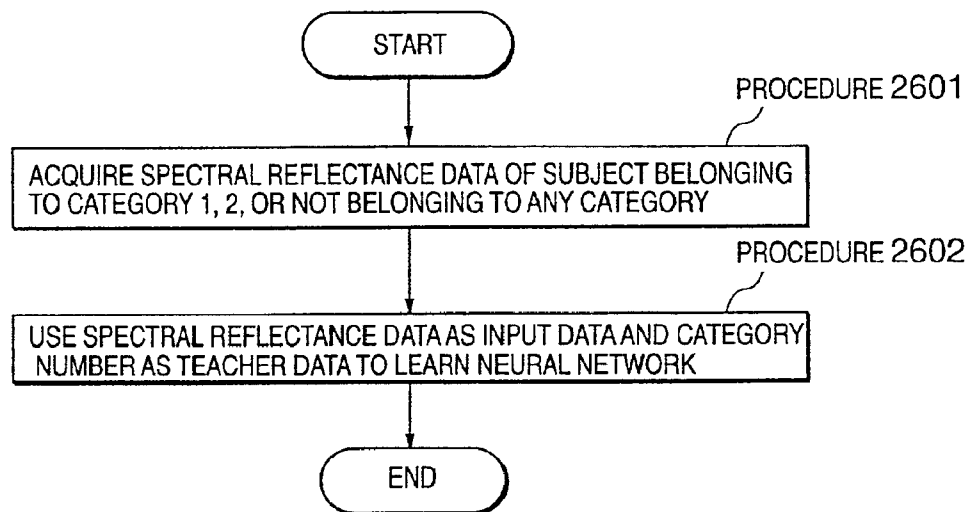 START
PROCEDURE 2601
ACQUIRE SPECTRAL REFLECTANCE DATA OF SUBJECT BELONGING
TO CATEGORY 1, 2, OR NOT BELONGING TO ANY CATEGORY
PROCEDURE 2602
USE SPECTRAL REFLECTANCE DATA AS INPUT DATA AND CATEGORY
NUMBER AS TEACHER DATA TO LEARN NEURAL NETWORK
END